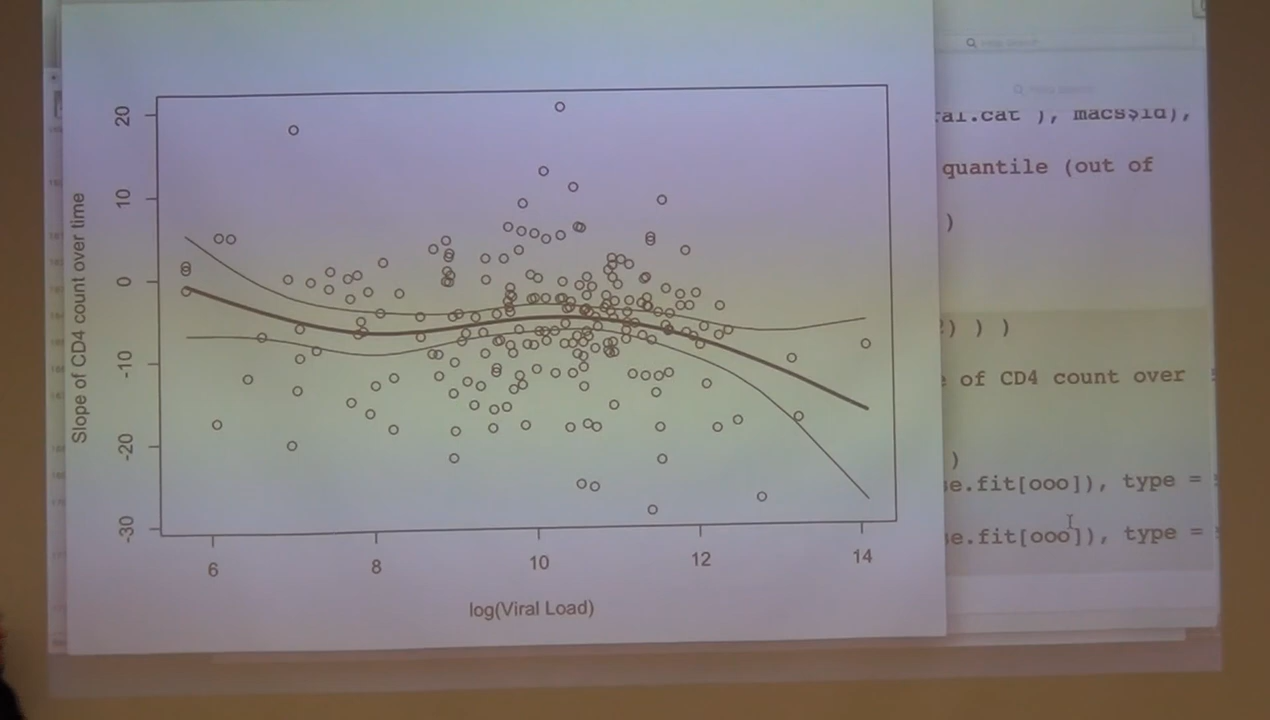 20
10
0
-10
-20
-30
Slope of CD4 count over time
6
8
10
12
14
log(Viral Load)
), macs$id),
quantile (out of
)
) ) )
of CD4 count over
)
e.fit[ooo]), type =
e.fit[ooo]), type =